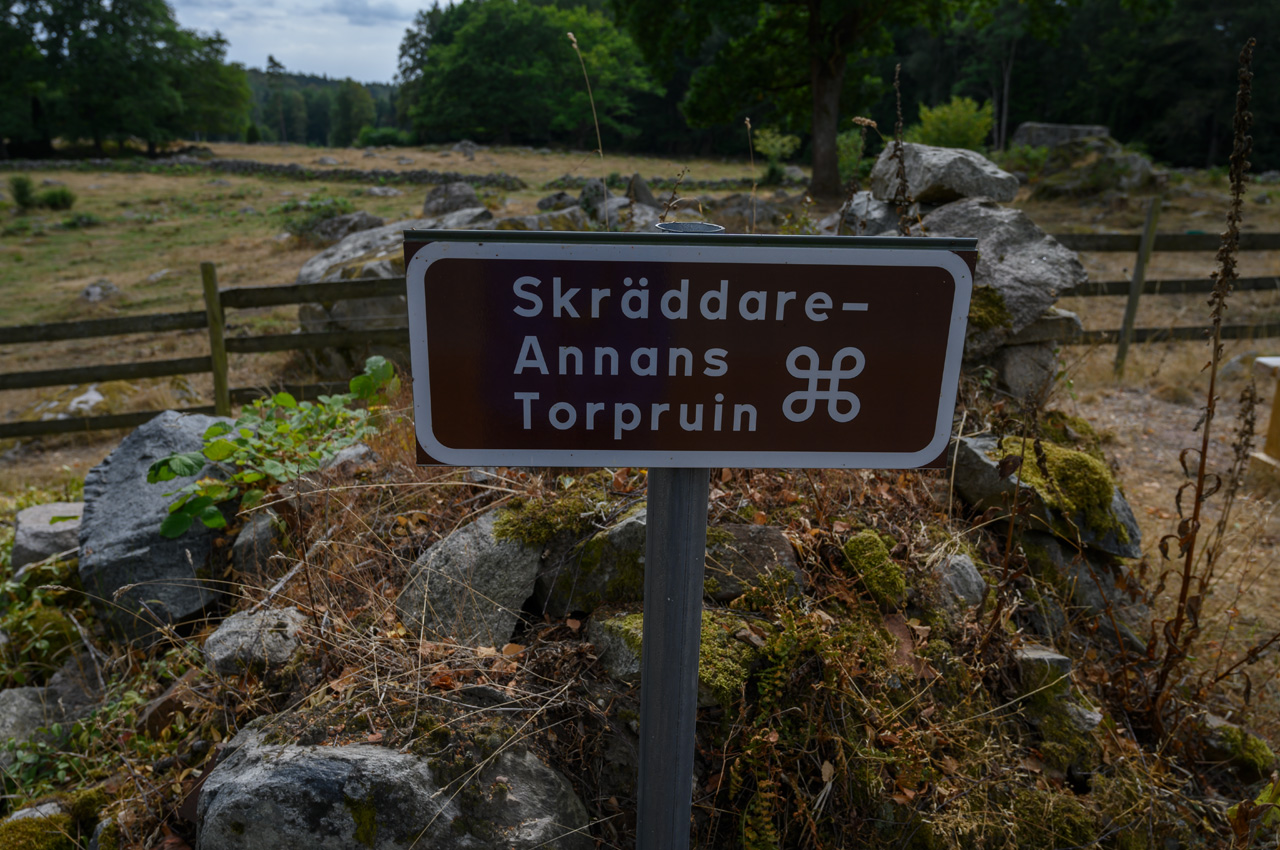 Skräddare-
Annans
Torpruin